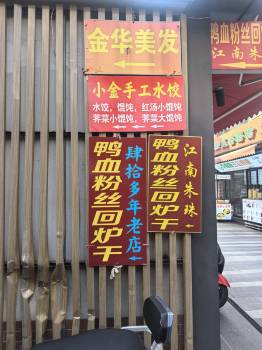 金华美发
小金手工水饺
水饺,馄饨,红汤小馄饨
荠菜小馄饨,荠菜大馄饨
鸭血粉丝回炉干
肆拾多年老店
鸭血粉丝回炉干
江南朱珠
鸭血粉丝回
江南朱